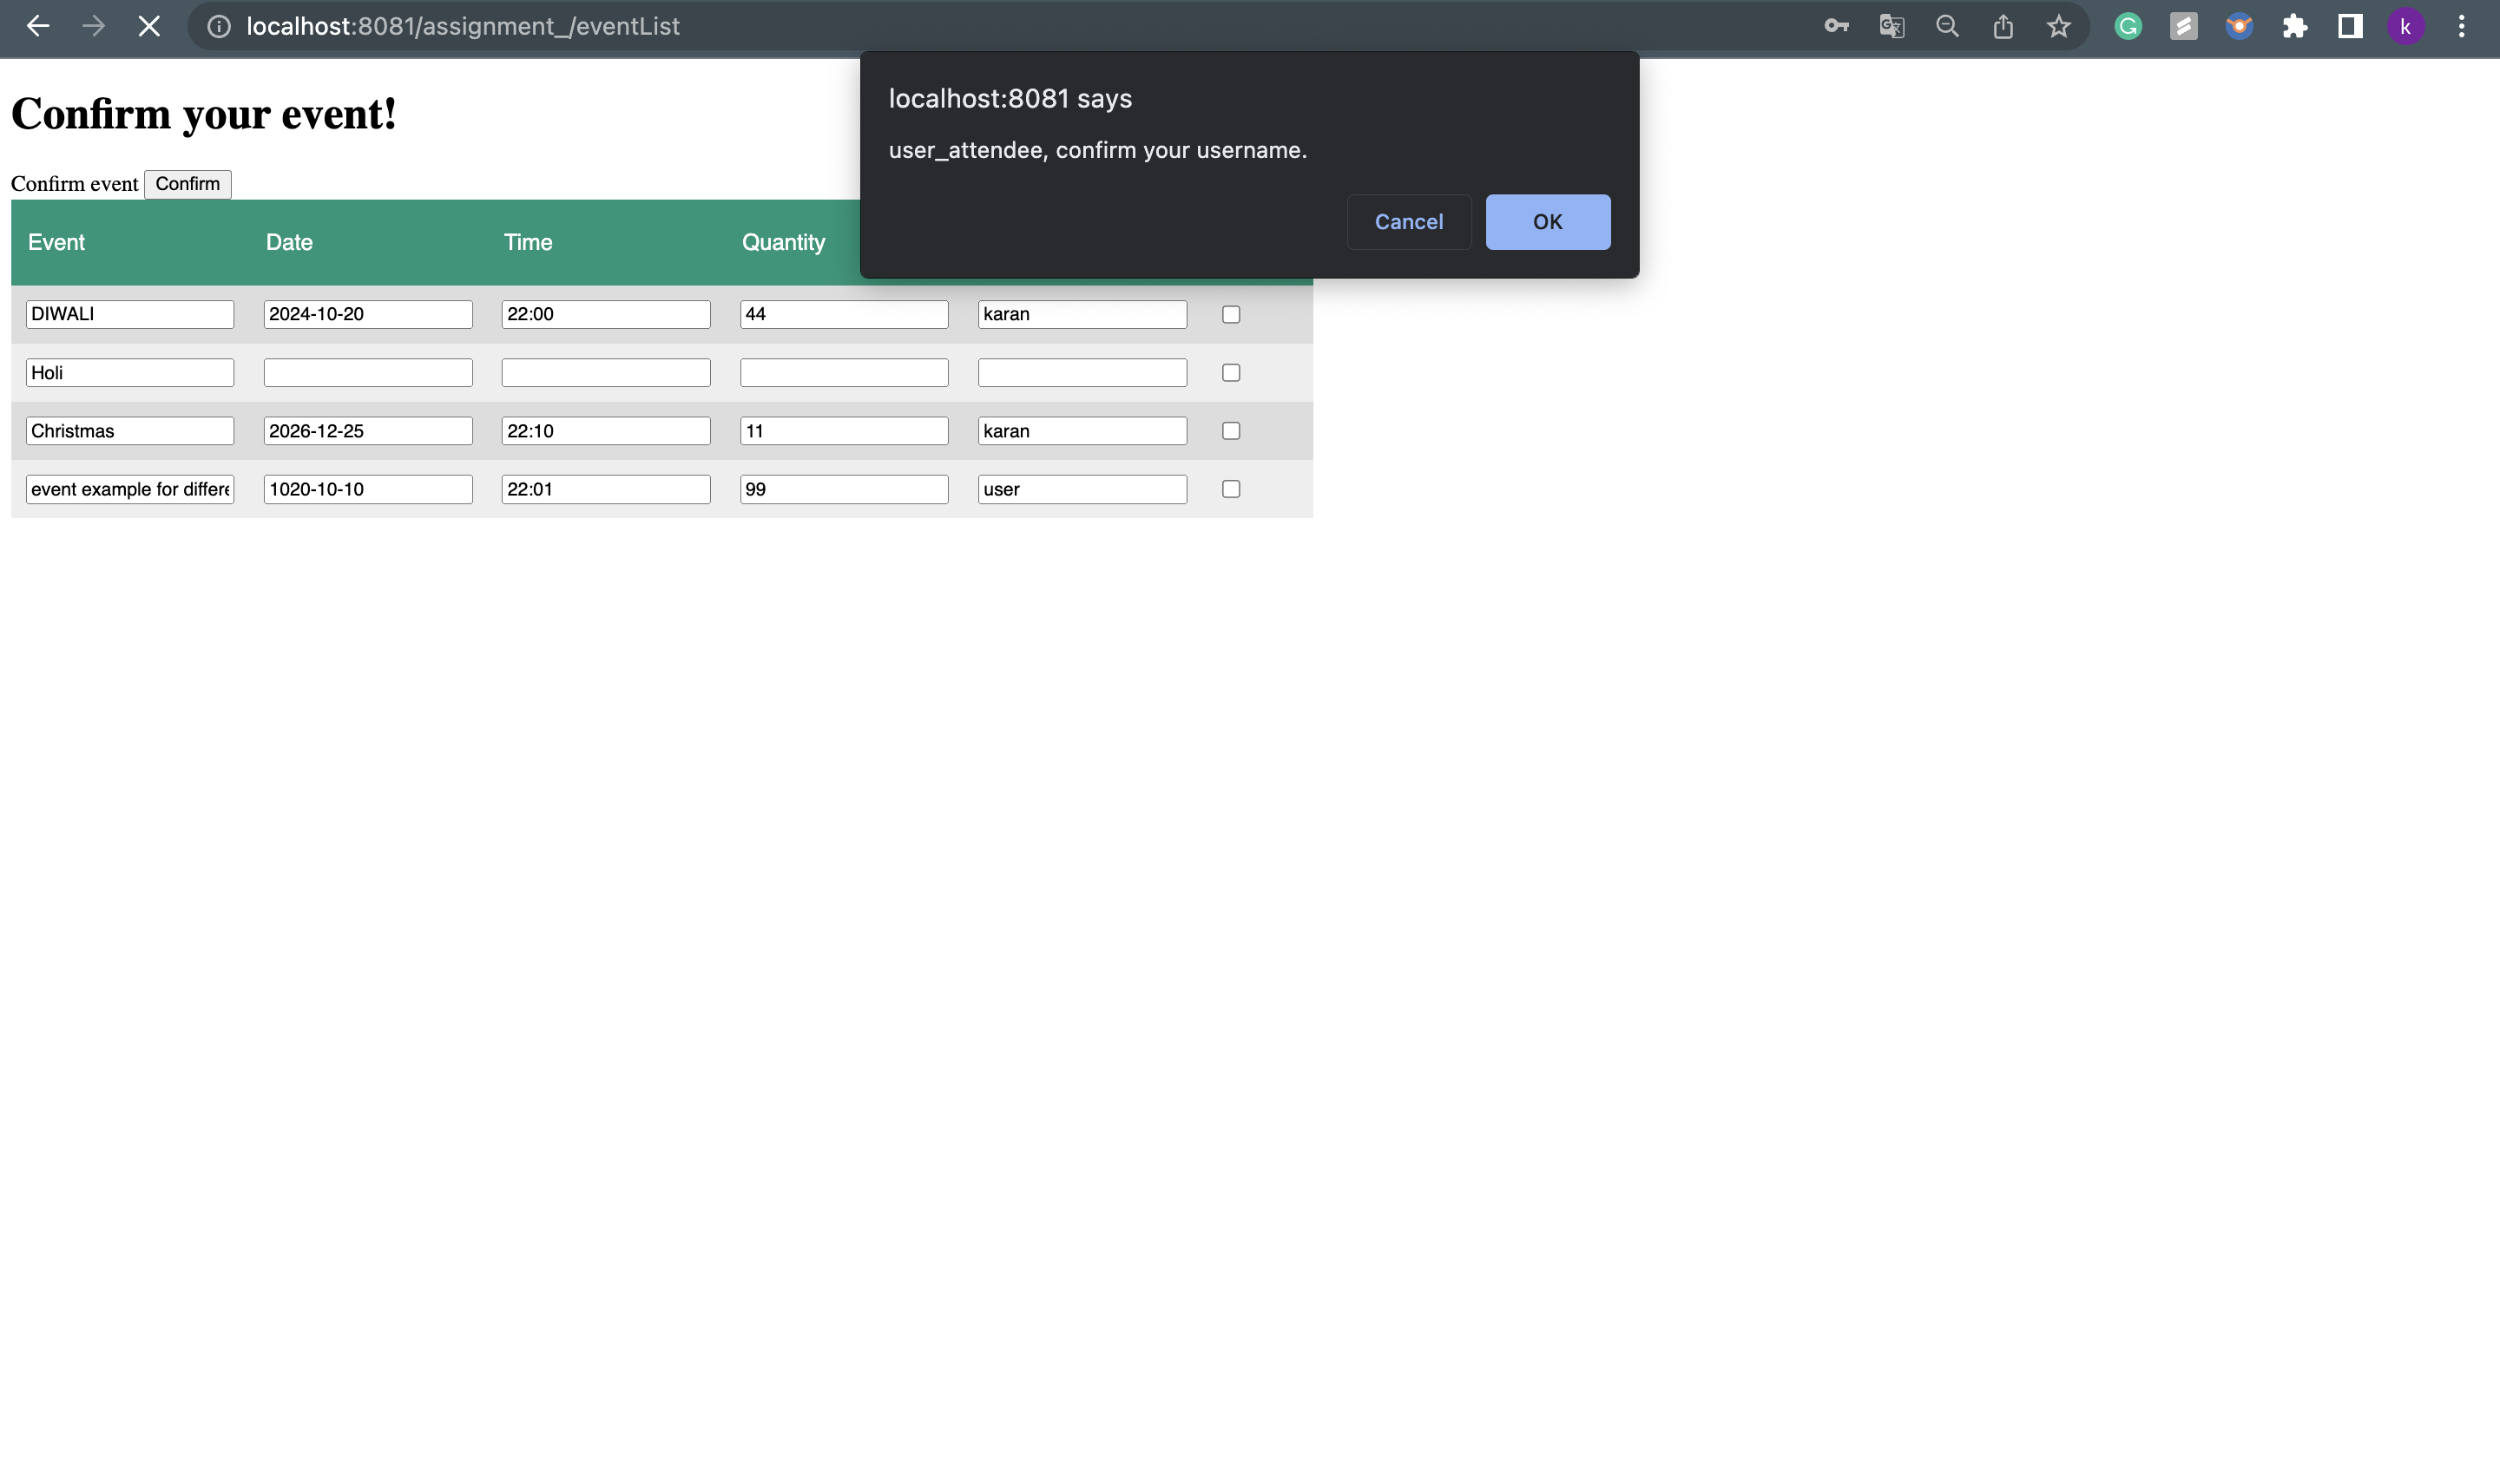 localhost:8081/assignment_/eventList
k
localhost:8081 says
user_attendee, confirm your username.
Cancel OK
Confirm your event!
Confirm event Confirm
Event Date Time Quantity
DIWALI 2024-10-20 22:00 44 karan
Holi
Christmas 2026-12-25 22:10 11 karan
event example for differe 1020-10-10 22:01 99 user